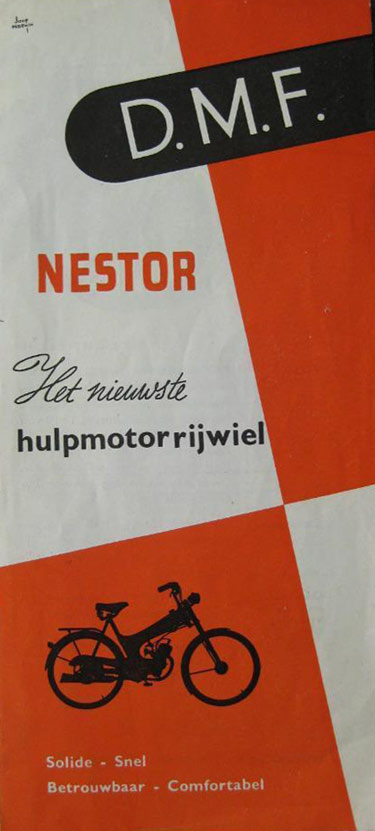 D.M.F.
NESTOR
Het nieuwste
hulpmotorrijwiel
Solide - Snel
Betrouwbaar - Comfortabel